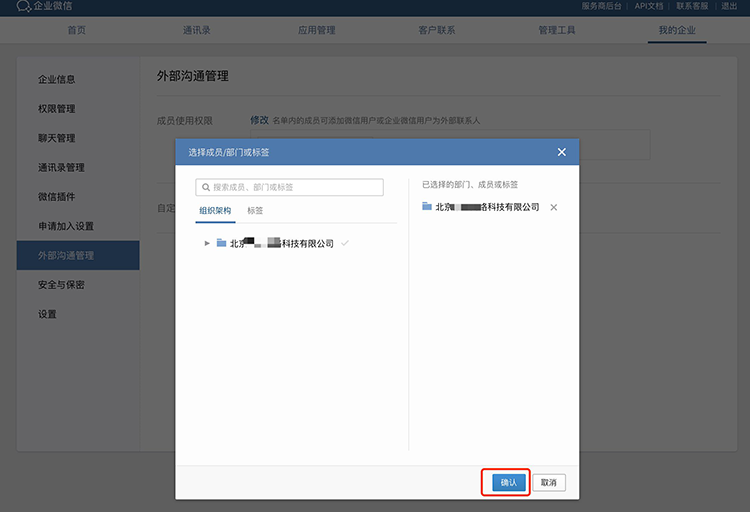 企业微信
服务商后台 | API文档 | 联系客服 | 退出
首页 通讯录 应用管理 客户联系 管理工具 我的企业
企业信息
权限管理
聊天管理
通讯录管理
微信插件
申请加入设置
外部沟通管理
安全与保密
设置
外部沟通管理
成员使用权限 修改 名单内的成员可添加微信用户或企业微信用户为外部联系人
自定
选择成员/部门或标签
搜索成员、部门或标签
组织架构 标签
北京 科技有限公司
已选择的部门、成员或标签
北京 络科技有限公司
确认 取消